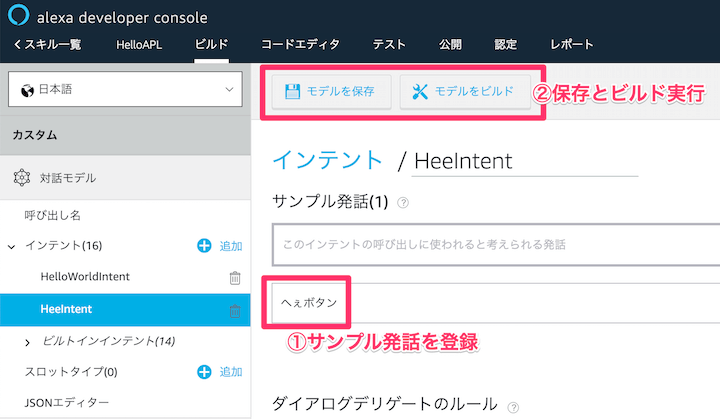 alexa developer console
スキル一覧 HelloAPL ビルド コードエディタ テスト 公開 認定 レポート
日本語
モデルを保存 モデルをビルド ②保存とビルド実行
カスタム
インテント / HeeIntent
対話モデル
サンプル発話(1) ?
呼び出し名
インテント(16) 追加
このインテントの呼び出しに使われると考えられる発話
HelloWorldIntent
HeeIntent
へぇボタン
ビルトインインテント(14)
①サンプル発話を登録
スロットタイプ(0) 追加
JSONエディター
ダイアログデリゲートのルール ?